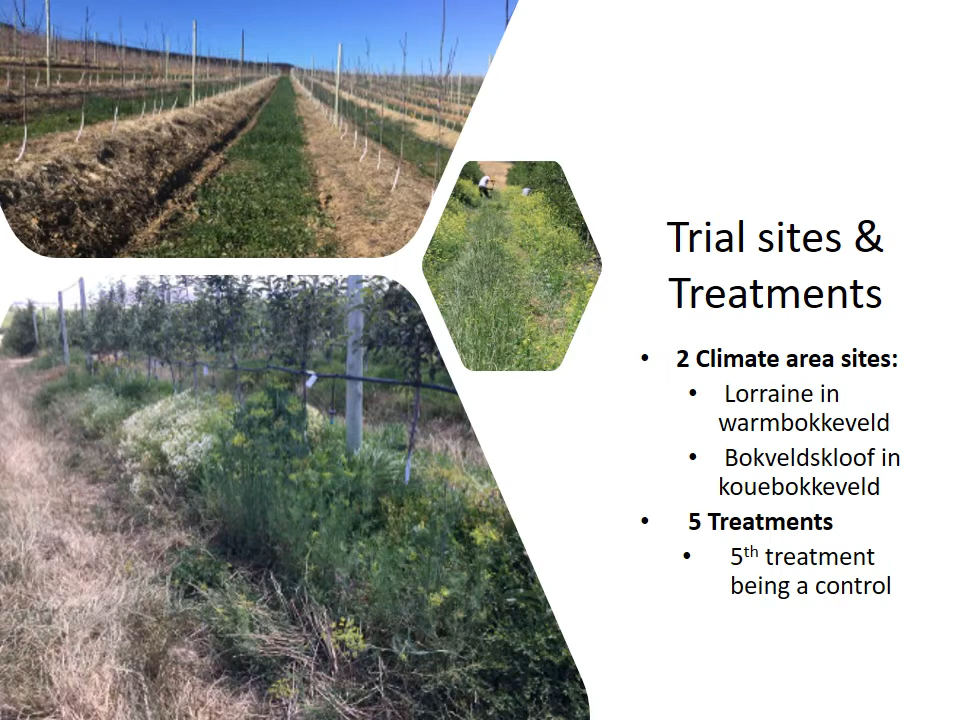 Trial sites &
Treatments
• 2 Climate area sites:
• Lorraine in
warmbokkeveld
• Bokveldskloof in
kouebokkeveld
• 5 Treatments
• 5th treatment
being a control